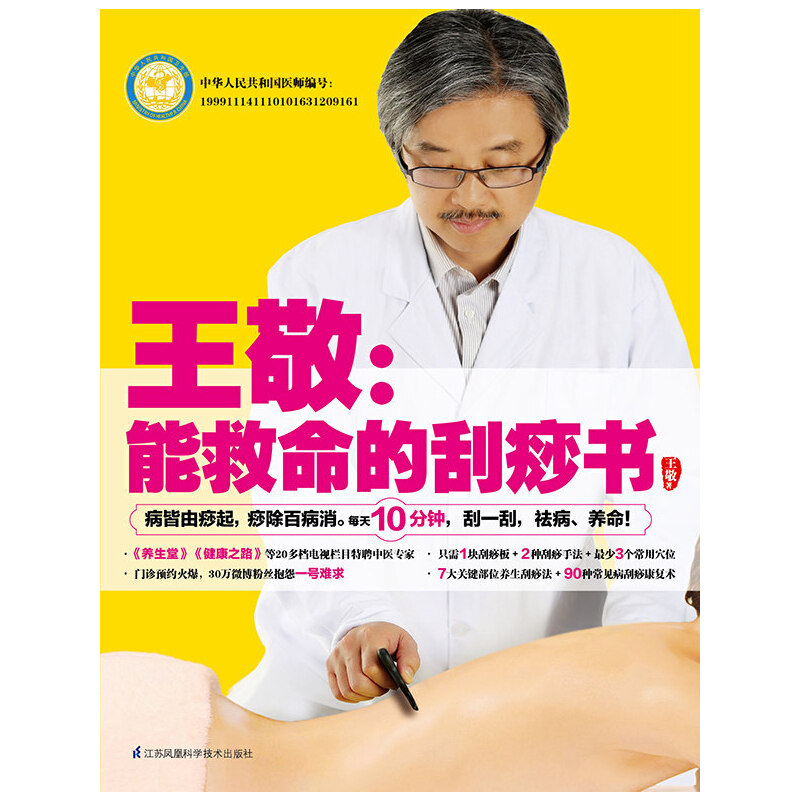 中华人民共和国医师编号：
199911141110101631209161
王敬：
能救命的刮痧书
王敬 著
病皆由痧起，痧除百病消。每天10分钟，刮一刮，祛病、养命！
·《养生堂》《健康之路》等20多档电视栏目特聘中医专家
·门诊预约火爆，30万微博粉丝抱怨一号难求
·只需1块刮痧板+2种刮痧手法+最少3个常用穴位
·7大关键部位养生刮痧法+90种常见病刮痧康复术
江苏凤凰科学技术出版社